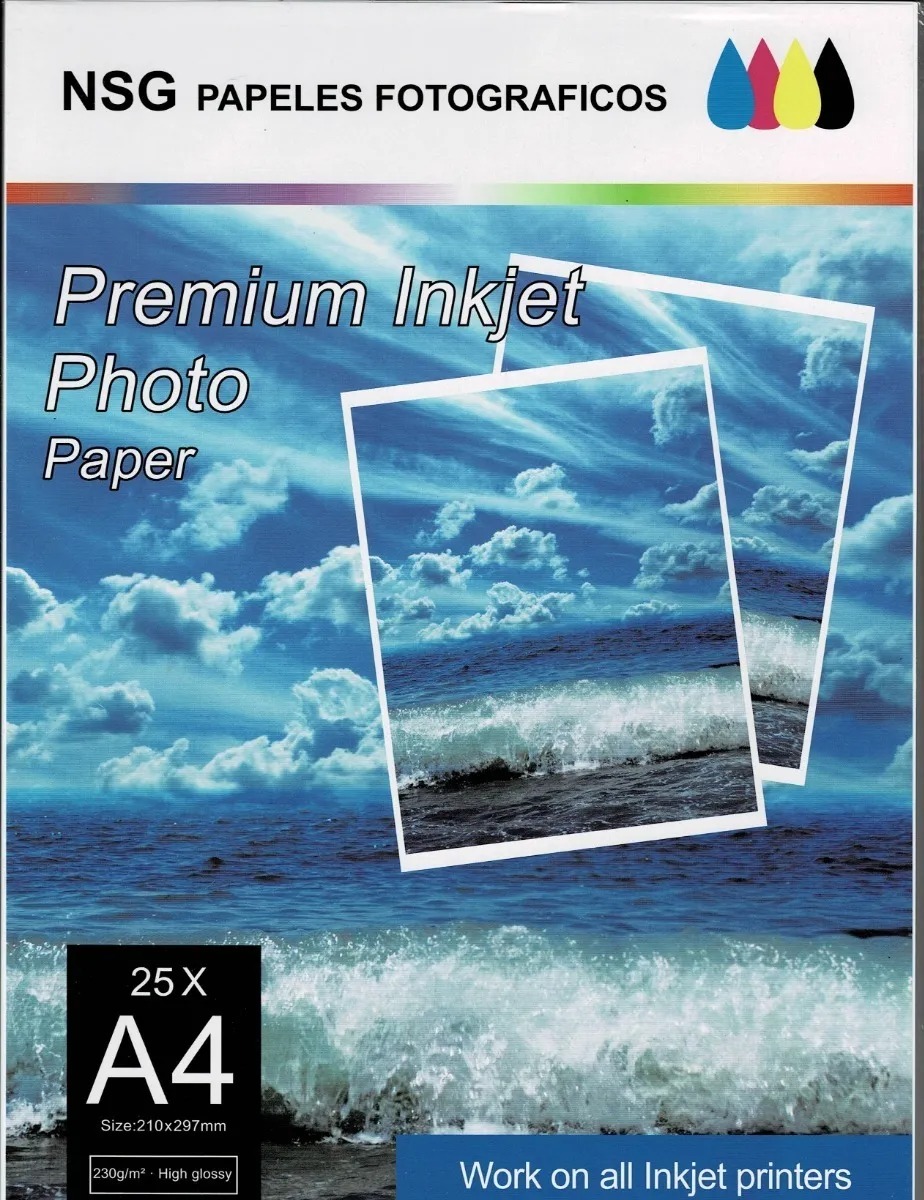 NSG PAPELES FOTOGRAFICOS
Premium Inkjet
Photo
Paper
25 X
A4
Size:210x297mm
230g/m² · High glossy
Work on all Inkjet printers